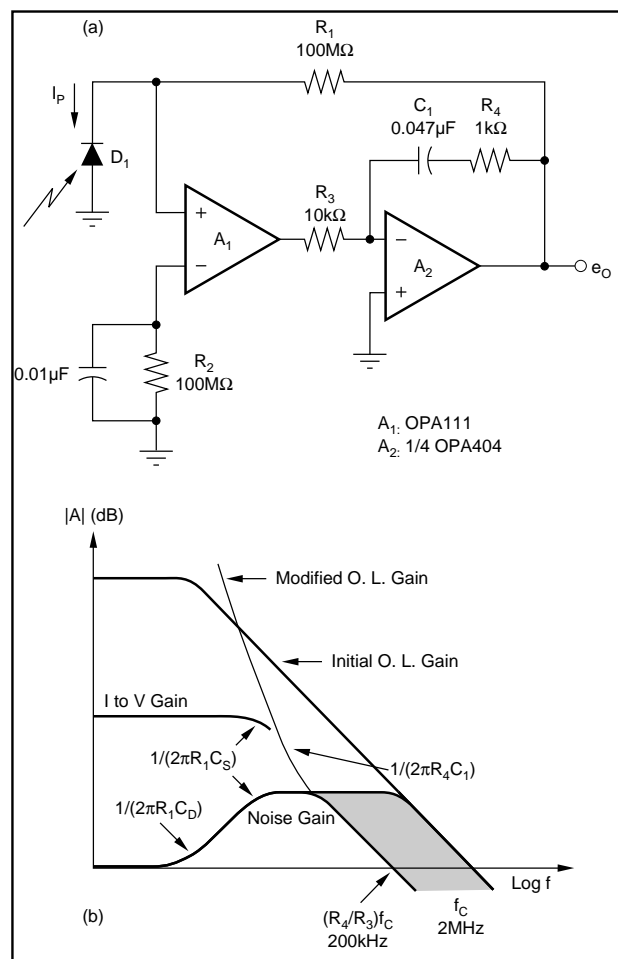 (a)
R1
100MΩ
IP
D1
C1
0.047µF
R4
1kΩ
R3
10kΩ
+
A1
−
−
A2
+
eO
0.01µF
R2
100MΩ
A1: OPA111
A2: 1/4 OPA404
|A| (dB)
Modified O. L. Gain
Initial O. L. Gain
I to V Gain
1/(2πR1CS)
1/(2πR4C1)
1/(2πR1CD)
Noise Gain
Log f
(b)
(R4/R3)fC
200kHz
fC
2MHz